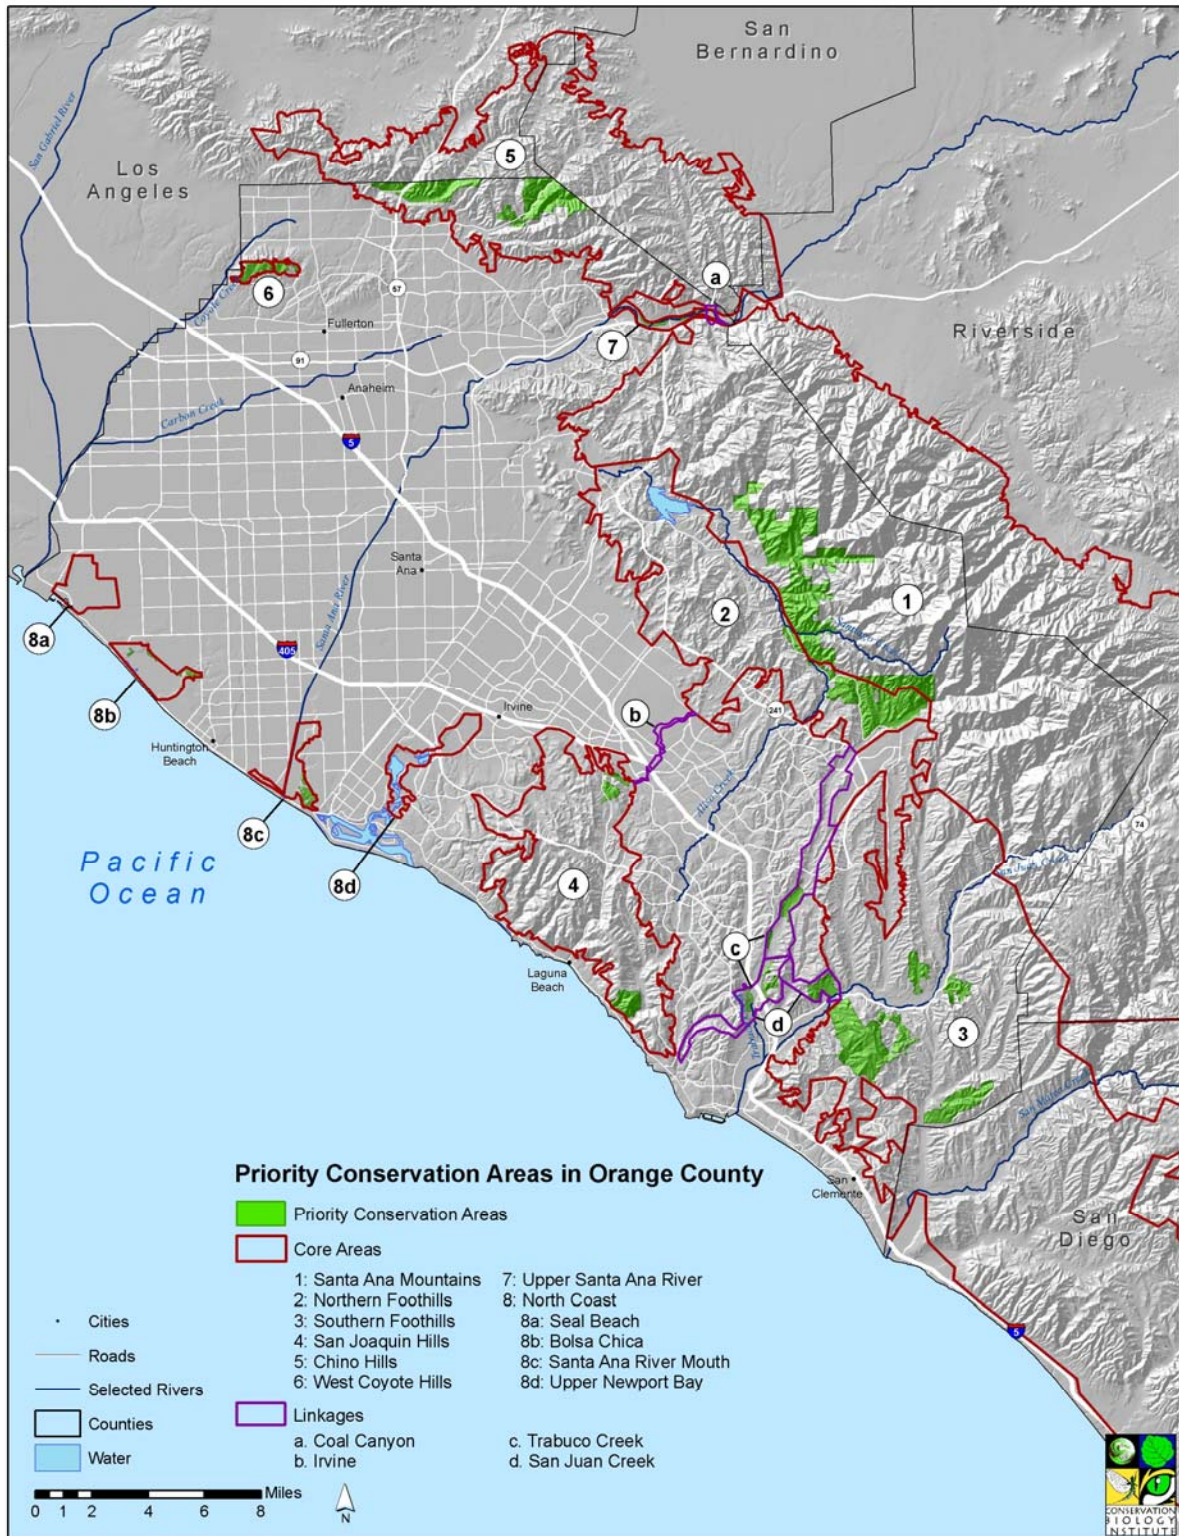 San
Bernardino
San Gabriel River
Los
Angeles
5
a
6
Coyote Creek
57
7
Riverside
Fullerton
91
Anaheim
Carbon Creek
5
Santa
Ana
2
1
Santiago Creek
Santa Ana River
8a
405
8b
b
241
Irvine
Huntington
Beach
Aliso Creek
8c
74
San Juan Creek
Pacific
Ocean
8d
4
c
Laguna
Beach
d
3
Trabuco
San Mateo Creek
San
Clemente
San
Diego
5
Priority Conservation Areas in Orange County
Priority Conservation Areas
Core Areas
1: Santa Ana Mountains
2: Northern Foothills
3: Southern Foothills
4: San Joaquin Hills
5: Chino Hills
6: West Coyote Hills
7: Upper Santa Ana River
8: North Coast
8a: Seal Beach
8b: Bolsa Chica
8c: Santa Ana River Mouth
8d: Upper Newport Bay
Linkages
a. Coal Canyon
b. Irvine
c. Trabuco Creek
d. San Juan Creek
Cities
Roads
Selected Rivers
Counties
Water
Miles
0 1 2 4 6 8
N
CONSERVATION
BIOLOGY
INSTITUTE